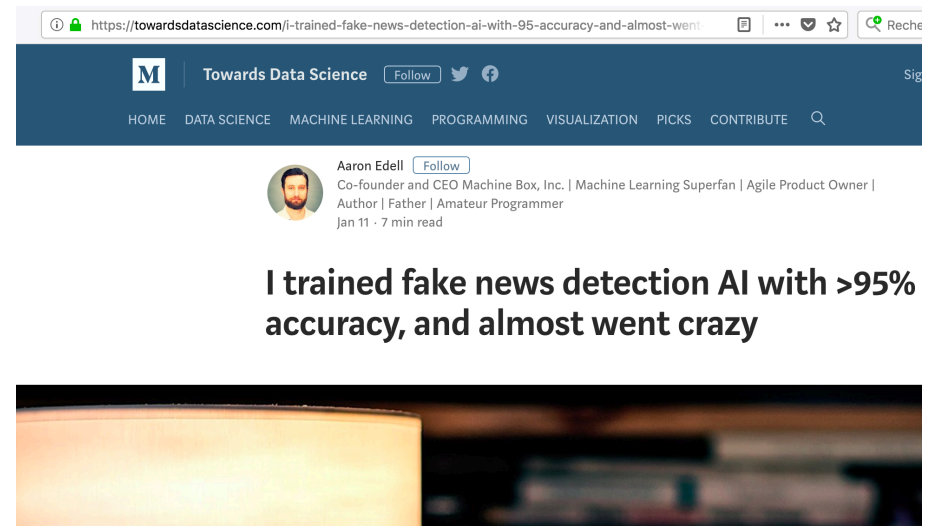 https://towardsdatascience.com/i-trained-fake-news-detection-ai-with-95-accuracy-and-almost-went-
Reche
M
Towards Data Science Follow
Sig
HOME DATA SCIENCE MACHINE LEARNING PROGRAMMING VISUALIZATION PICKS CONTRIBUTE
Aaron Edell Follow
Co-founder and CEO Machine Box, Inc. | Machine Learning Superfan | Agile Product Owner |
Author | Father | Amateur Programmer
Jan 11 · 7 min read
I trained fake news detection AI with >95%
accuracy, and almost went crazy